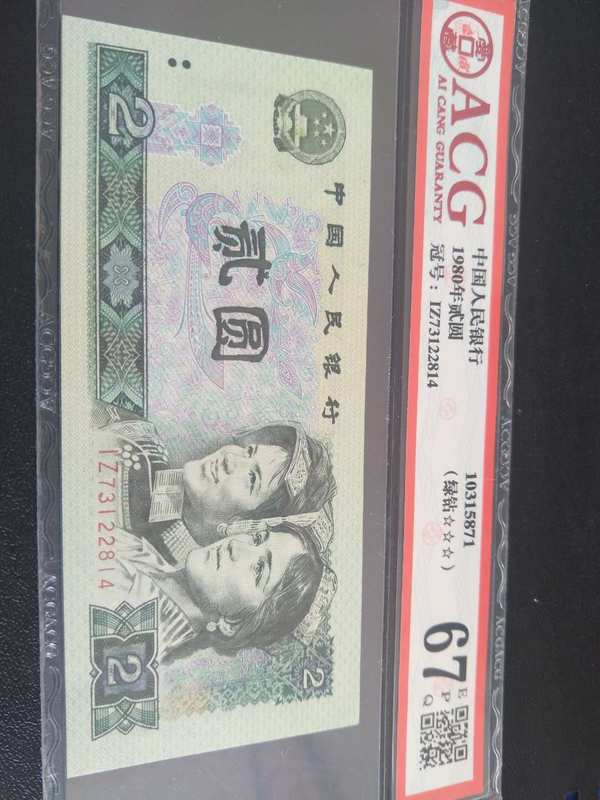 ACG
AI CANG GUARANTY
中国人民银行
1980年贰圆
冠号：IZ73122814
10315871
（绿钻☆☆☆）
67
E
P
Q
中国人民银行
贰圆
2
IZ73122814
2
2